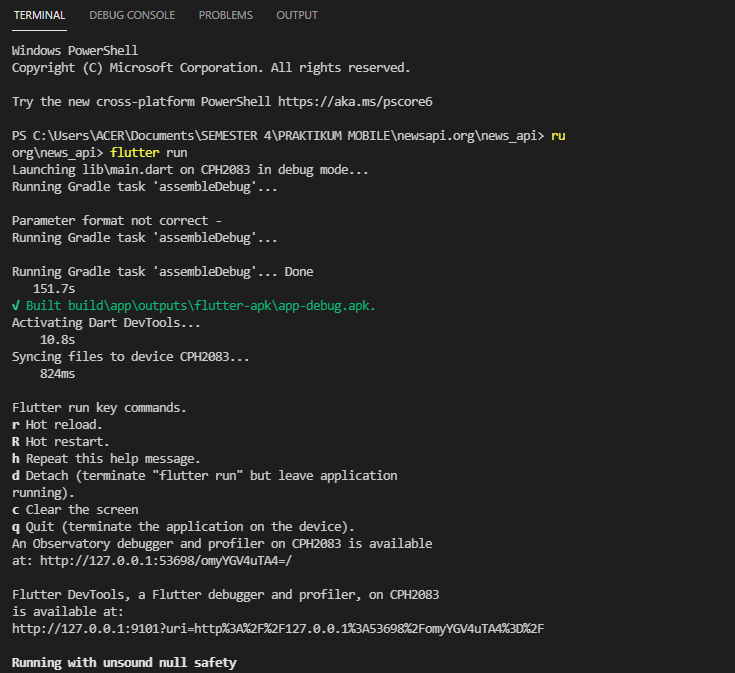 TERMINAL DEBUG CONSOLE PROBLEMS OUTPUT
Windows PowerShell
Copyright (C) Microsoft Corporation. All rights reserved.
Try the new cross-platform PowerShell https://aka.ms/pscore6
PS C:\Users\ACER\Documents\SEMESTER 4\PRAKTIKUM MOBILE\newsapi.org\news_api> ru
org\news_api> flutter run
Launching lib\main.dart on CPH2083 in debug mode...
Running Gradle task 'assembleDebug'...
Parameter format not correct -
Running Gradle task 'assembleDebug'...
Running Gradle task 'assembleDebug'... Done
151.7s
√ Built build\app\outputs\flutter-apk\app-debug.apk.
Activating Dart DevTools...
10.8s
Syncing files to device CPH2083...
824ms
Flutter run key commands.
r Hot reload.
R Hot restart.
h Repeat this help message.
d Detach (terminate "flutter run" but leave application
running).
c Clear the screen
q Quit (terminate the application on the device).
An Observatory debugger and profiler on CPH2083 is available
at: http://127.0.0.1:53698/omyYGV4uTA4=/
Flutter DevTools, a Flutter debugger and profiler, on CPH2083
is available at:
http://127.0.0.1:9101?uri=http%3A%2F%2F127.0.0.1%3A53698%2FomyYGV4uTA4%3D%2F
Running with unsound null safety